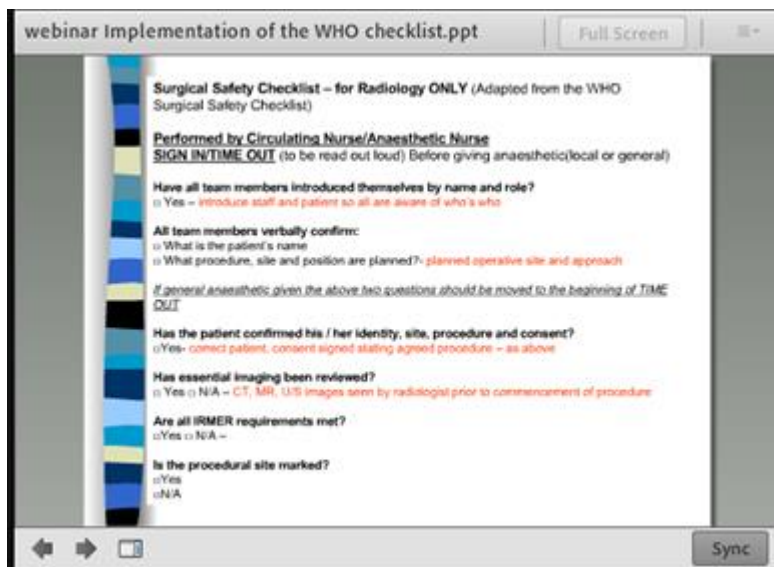 webinar Implementation of the WHO checklist.ppt
Full Screen
Surgical Safety Checklist – for Radiology ONLY (Adapted from the WHO
Surgical Safety Checklist)
Performed by Circulating Nurse/Anaesthetic Nurse
SIGN IN/TIME OUT (to be read out loud) Before giving anaesthetic(local or general)
Have all team members introduced themselves by name and role?
□ Yes – introduce staff and patient so all are aware of who's who
All team members verbally confirm:
□ What is the patient's name
□ What procedure, site and position are planned?- planned operative site and approach
If general anaesthetic given the above two questions should be moved to the beginning of TIME
OUT
Has the patient confirmed his / her identity, site, procedure and consent?
□Yes- correct patient, consent signed stating agreed procedure – as above
Has essential imaging been reviewed?
□ Yes □ N/A – CT, MR, U/S images seen by radiologist prior to commencement of procedure
Are all IRMER requirements met?
□Yes □ N/A –
Is the procedural site marked?
□Yes
□N/A
Sync